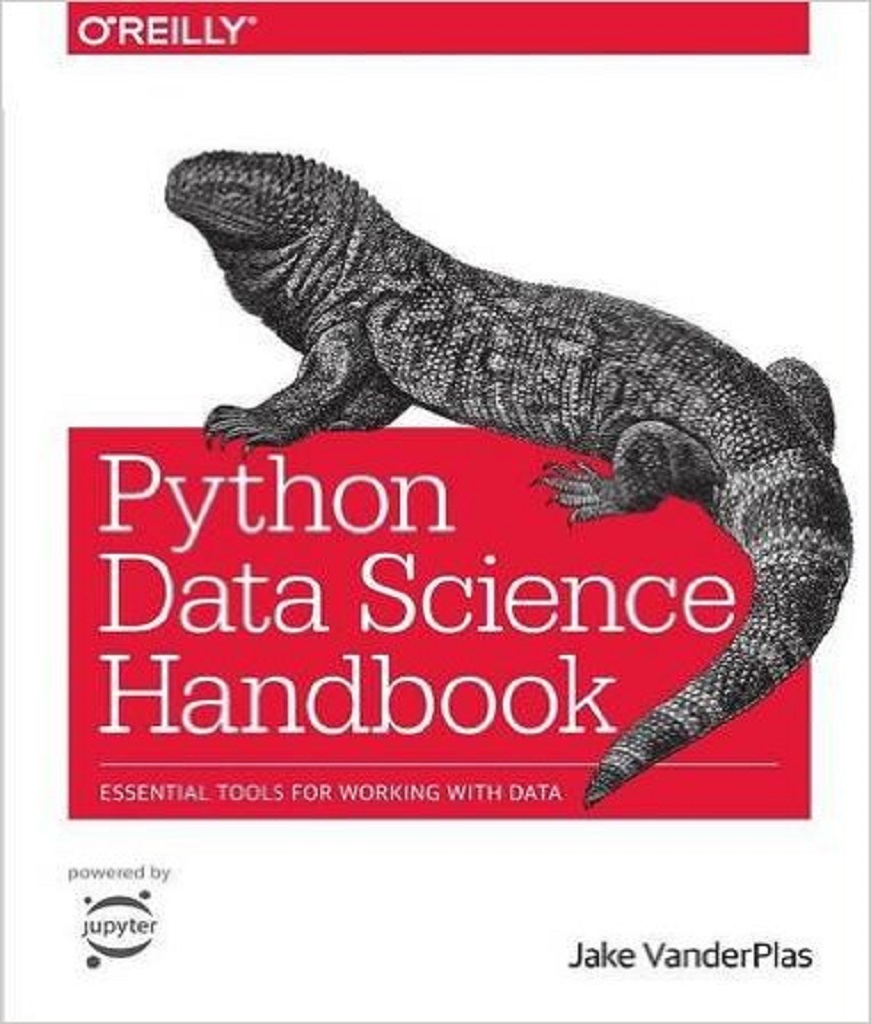 O'REILLY®
Python
Data Science
Handbook
ESSENTIAL TOOLS FOR WORKING WITH DATA
powered by
jupyter
Jake VanderPlas